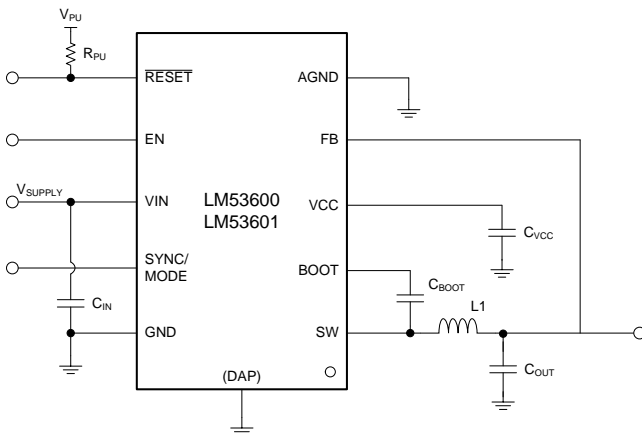 VPU
RPU
RESET
AGND
EN
FB
VSUPPLY
VIN
LM53600
LM53601
VCC
CVCC
SYNC/
MODE
BOOT
CBOOT
L1
CIN
GND
SW
COUT
(DAP)